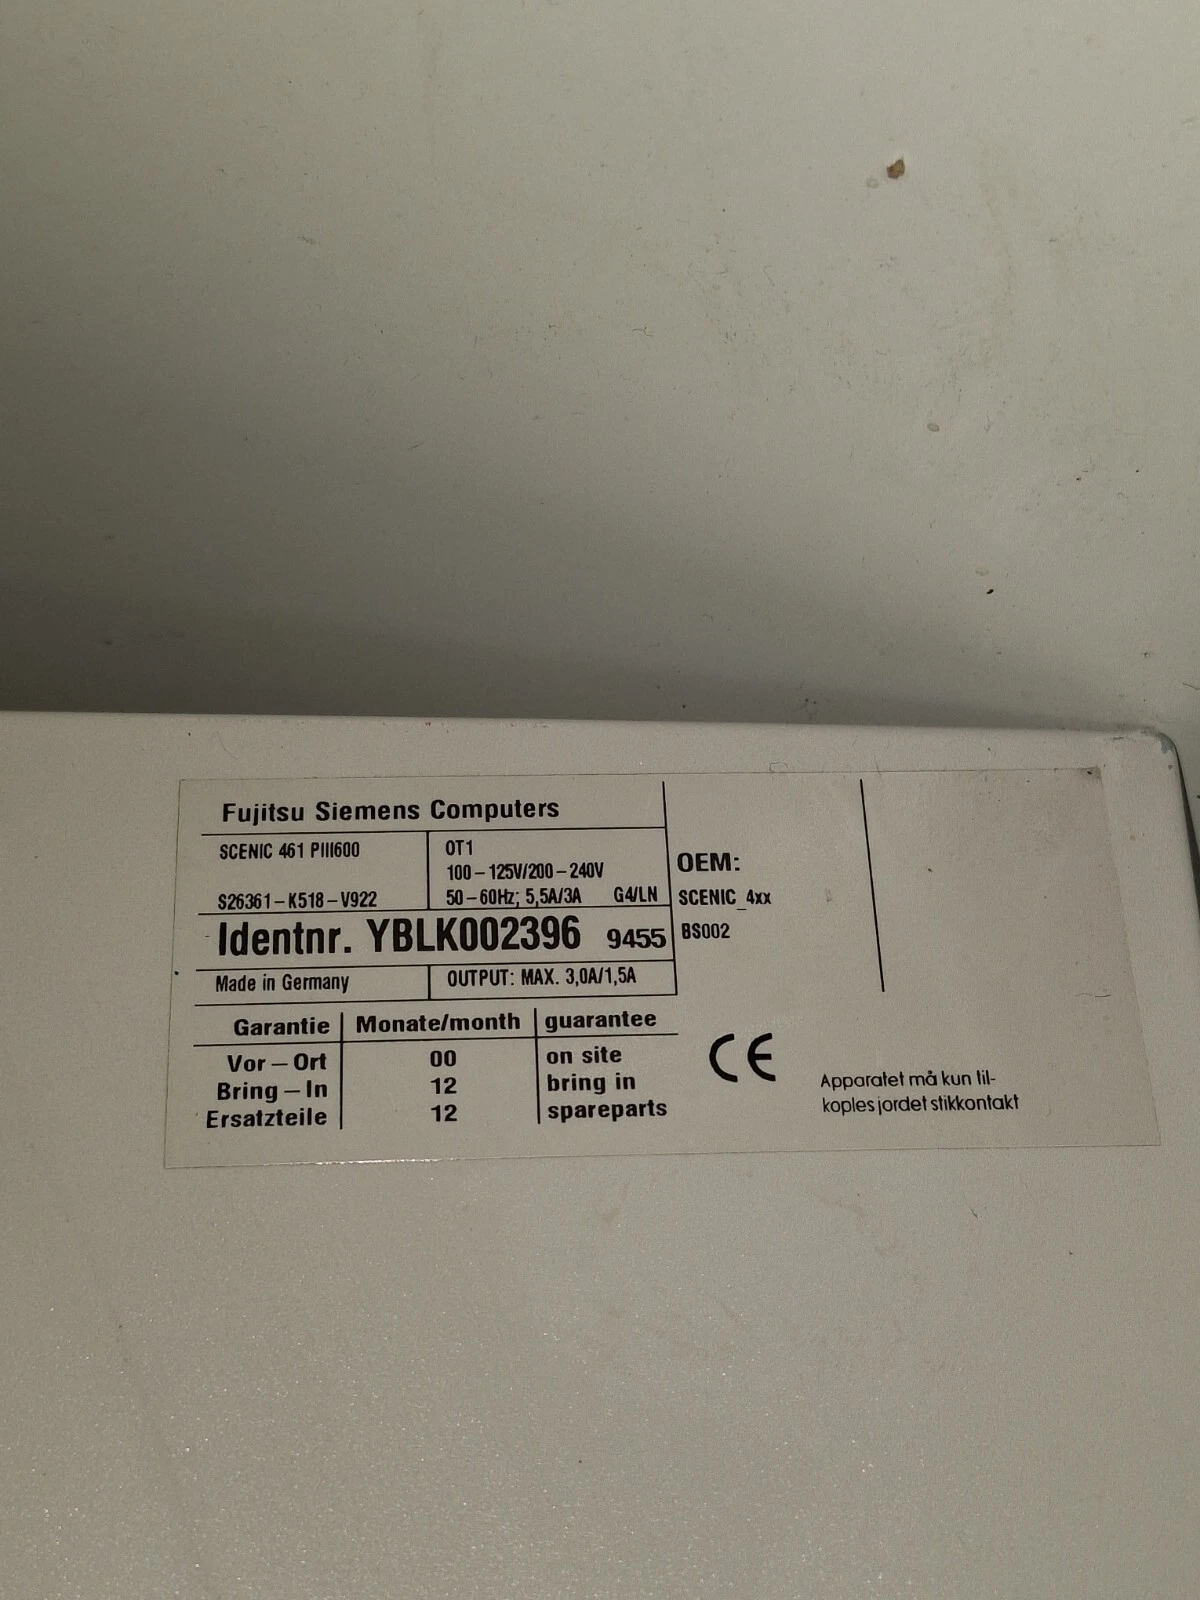 Fujitsu Siemens Computers
SCENIC 461 PIII600
S26361-K518-V922
OT1
100-125V/200-240V
50-60Hz; 5,5A/3A G4/LN
Identnr. YBLK002396 9455
Made in Germany
OUTPUT: MAX. 3,0A/1,5A
OEM:
SCENIC_4xx
BS002
Garantie Monate/month guarantee
Vor-Ort 00 on site
Bring-In 12 bring in
Ersatzteile 12 spareparts
CE
Apparatet må kun til-
koples jordet stikkontakt